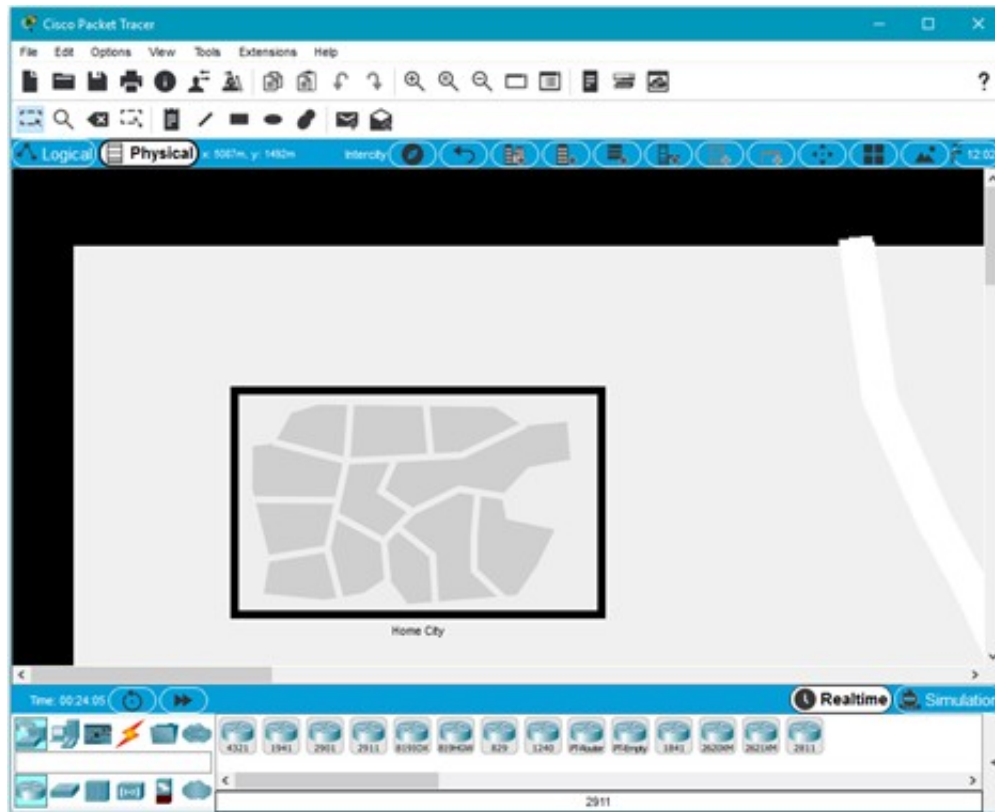 Cisco Packet Tracer
File Edit Options View Tools Extensions Help
?
Logical Physical x: 5087m, y: 1492m Intercity 12:02
Home City
Time: 00:24:05 Realtime Simulation
4321 1941 2901 2911 819IOX 819HGW 829 1240 PT-Router PT-Empty 1841 2620XM 2621XM 2811
2911